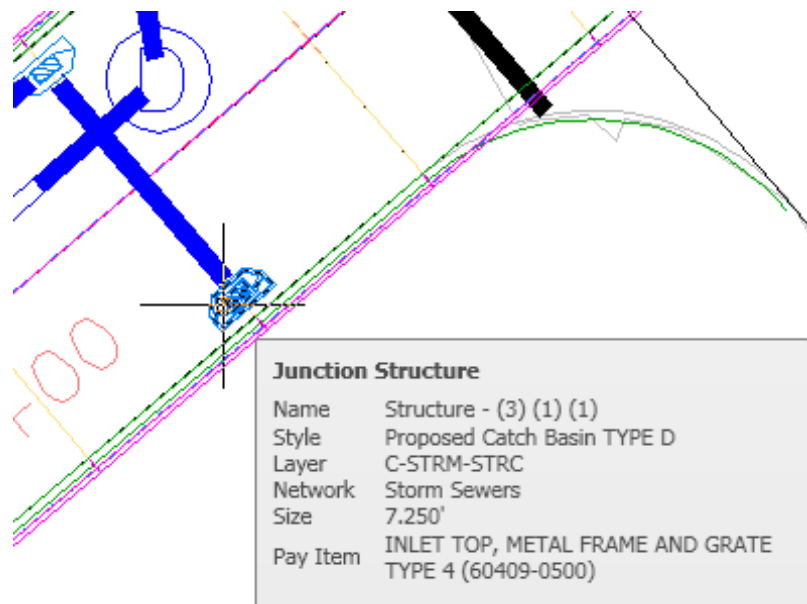 +00
Junction Structure
Name Structure - (3) (1) (1)
Style Proposed Catch Basin TYPE D
Layer C-STRM-STRC
Network Storm Sewers
Size 7.250'
Pay Item INLET TOP, METAL FRAME AND GRATE
TYPE 4 (60409-0500)